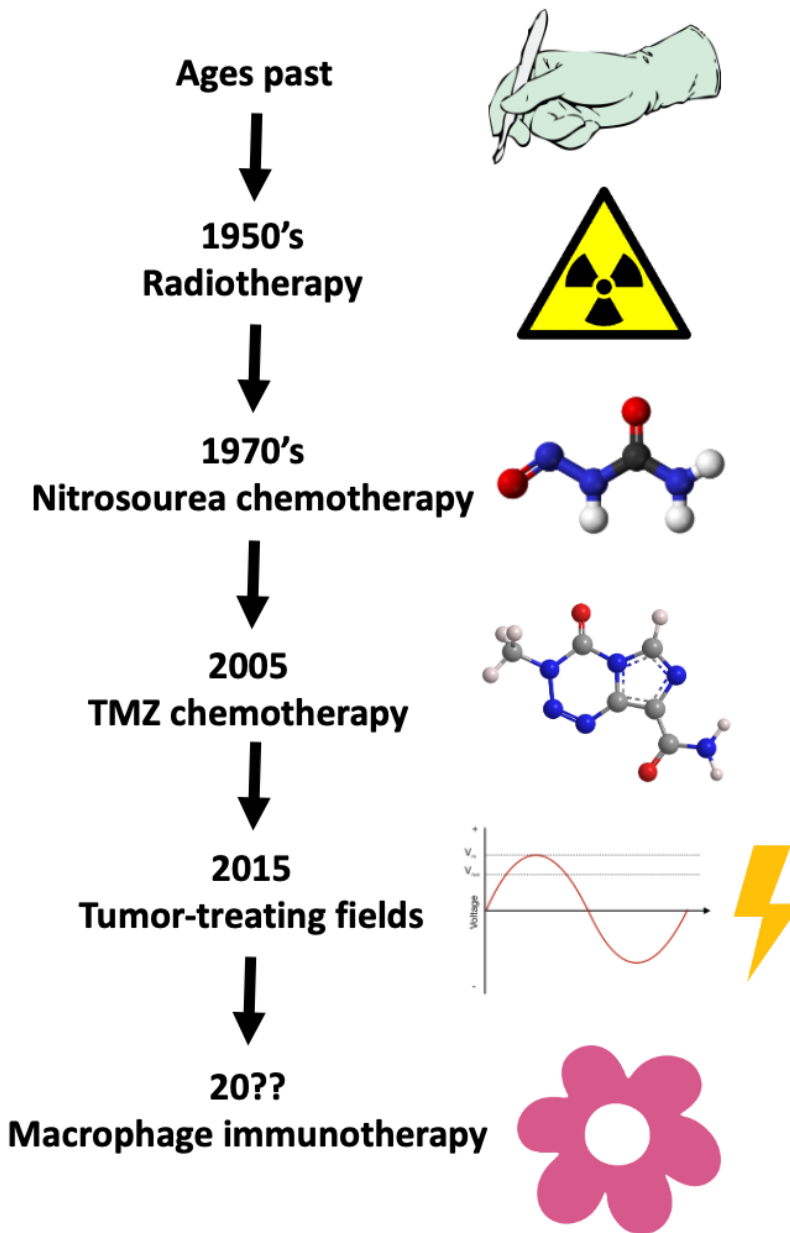 Ages past
1950's
Radiotherapy
1970's
Nitrosourea chemotherapy
2005
TMZ chemotherapy
2015
Tumor-treating fields
+
Voltage
-
20??
Macrophage immunotherapy